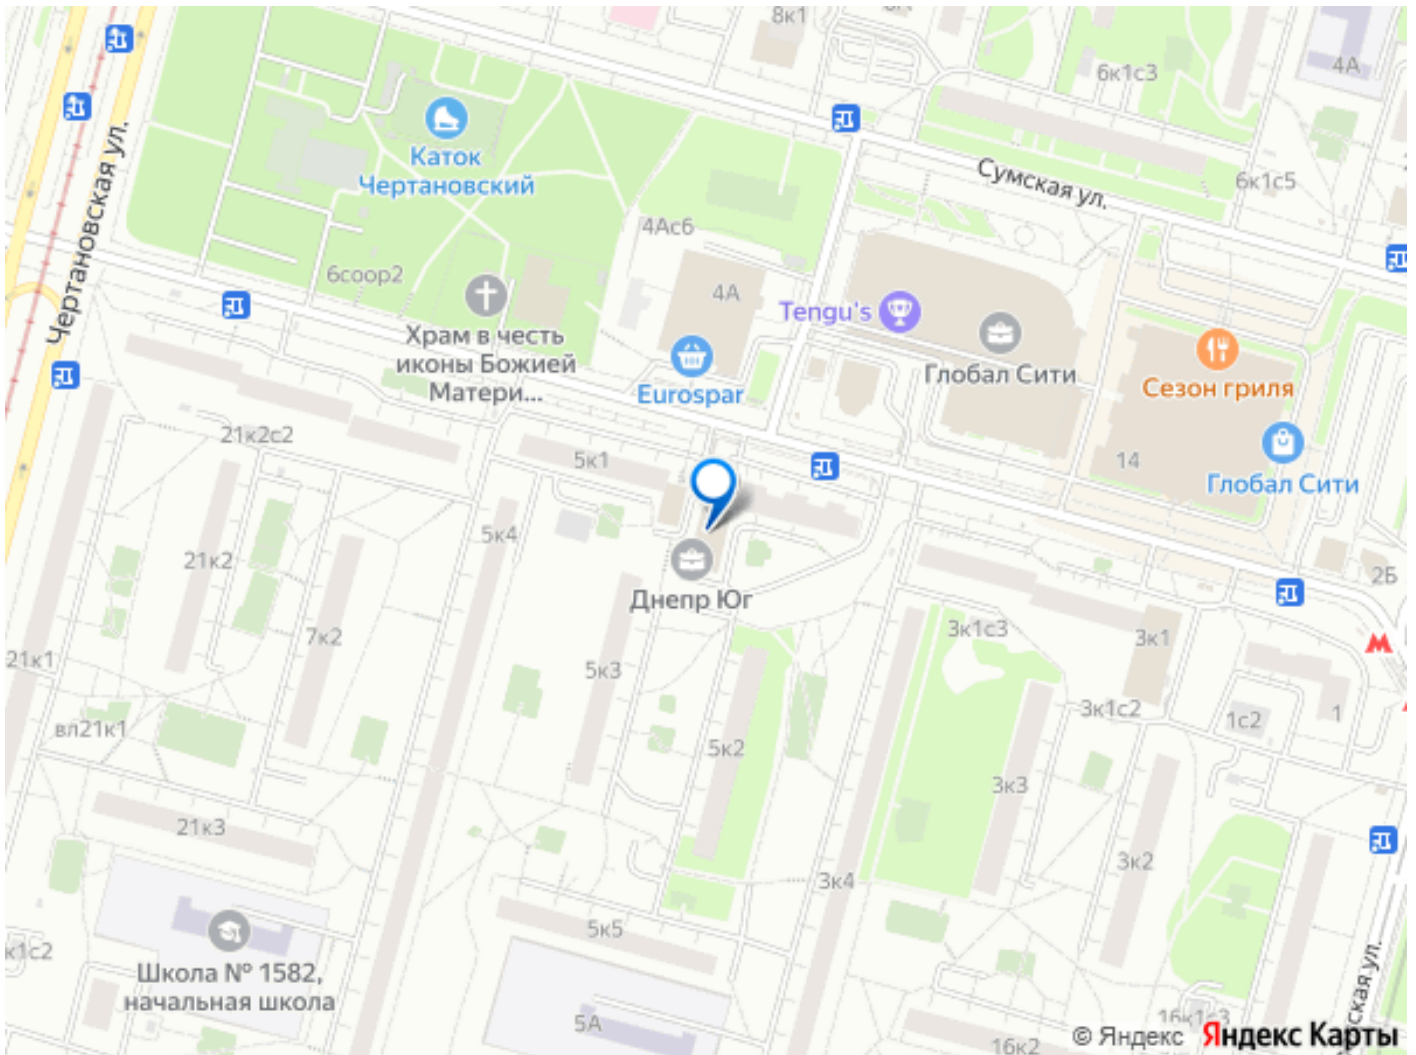 8к1
4А
6к1с3
Каток
Чертановский
Сумская ул.
6к1с5
4Ас6
Чертановская ул.
6соор2
4А
Tengu's
Храм в честь
иконы Божией
Матери...
Eurospar
Глобал Сити
Сезон гриля
21к2с2
5к1
14
Глобал Сити
5к4
21к2
2Б
Днепр Юг
7к2
3к1с3
3к1
21к1
5к3
3к1с2
1с2
1
вл21к1
5к2
3к3
21к3
3к2
3к4
5к5
к1с2
Школа № 1582,
начальная школа
ская ул.
5А
16к1с3
16к2
© Яндекс Яндекс Карты